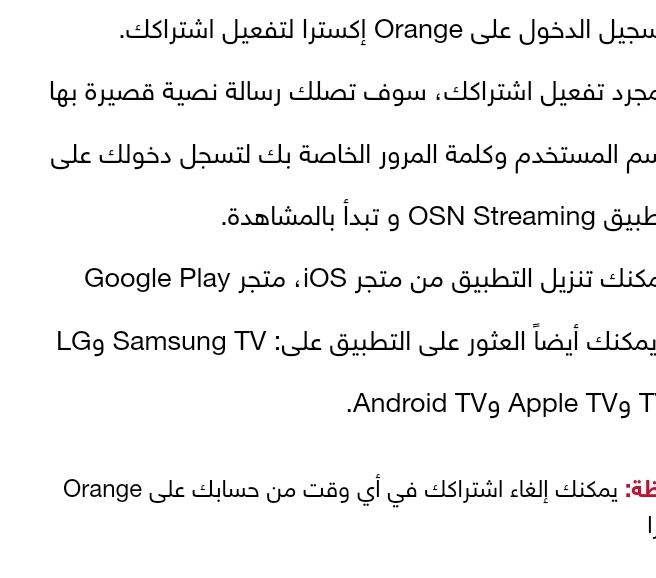 سجيل الدخول على Orange إكسترا لتفعيل اشتراكك.
مجرد تفعيل اشتراكك، سوف تصلك رسالة نصية قصيرة بها
سم المستخدم وكلمة المرور الخاصة بك لتسجل دخولك على
طبيق OSN Streaming و تبدأ بالمشاهدة.
مكنك تنزيل التطبيق من متجر iOS، متجر Google Play
يمكنك أيضاً العثور على التطبيق على: Samsung TV وLG
TV وApple TV وAndroid TV.
ظة: يمكنك إلغاء اشتراكك في أي وقت من حسابك على Orange
را